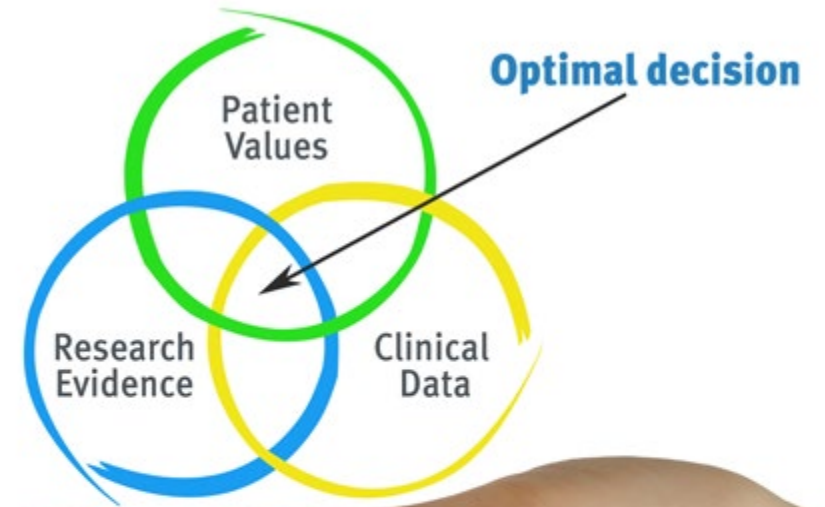 Optimal decision
Patient
Values
Research
Evidence
Clinical
Data